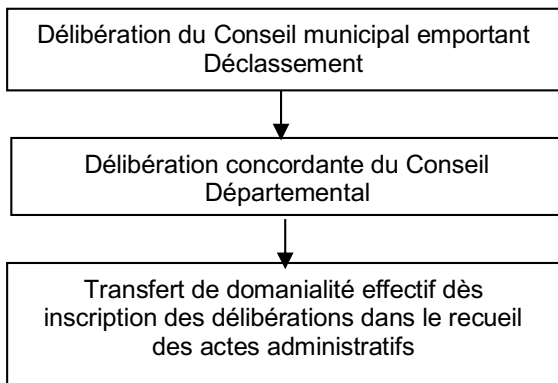 Délibération du Conseil municipal emportant
Déclassement
Délibération concordante du Conseil
Départemental
Transfert de domanialité effectif dès
inscription des délibérations dans le recueil
des actes administratifs